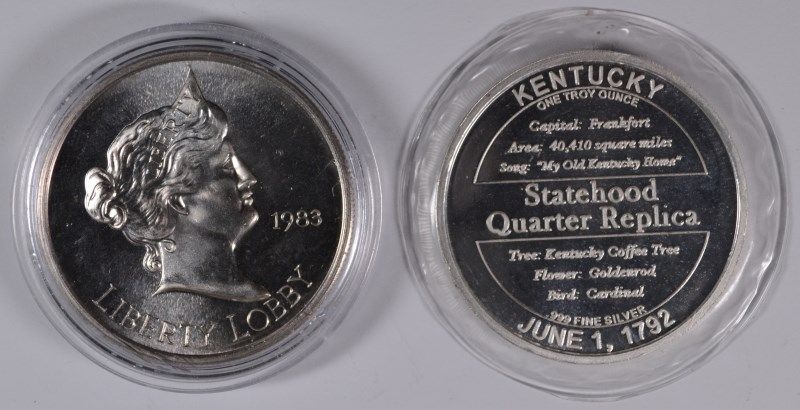 LIBERTY
1983
LIBERTY LOBBY
KENTUCKY
ONE TROY OUNCE
Capital: Frankfort
Area: 40,410 square miles
Song: "My Old Kentucky Home"
Statehood
Quarter Replica
Tree: Kentucky Coffee Tree
Flower: Goldenrod
Bird: Cardinal
.999 FINE SILVER
JUNE 1, 1792